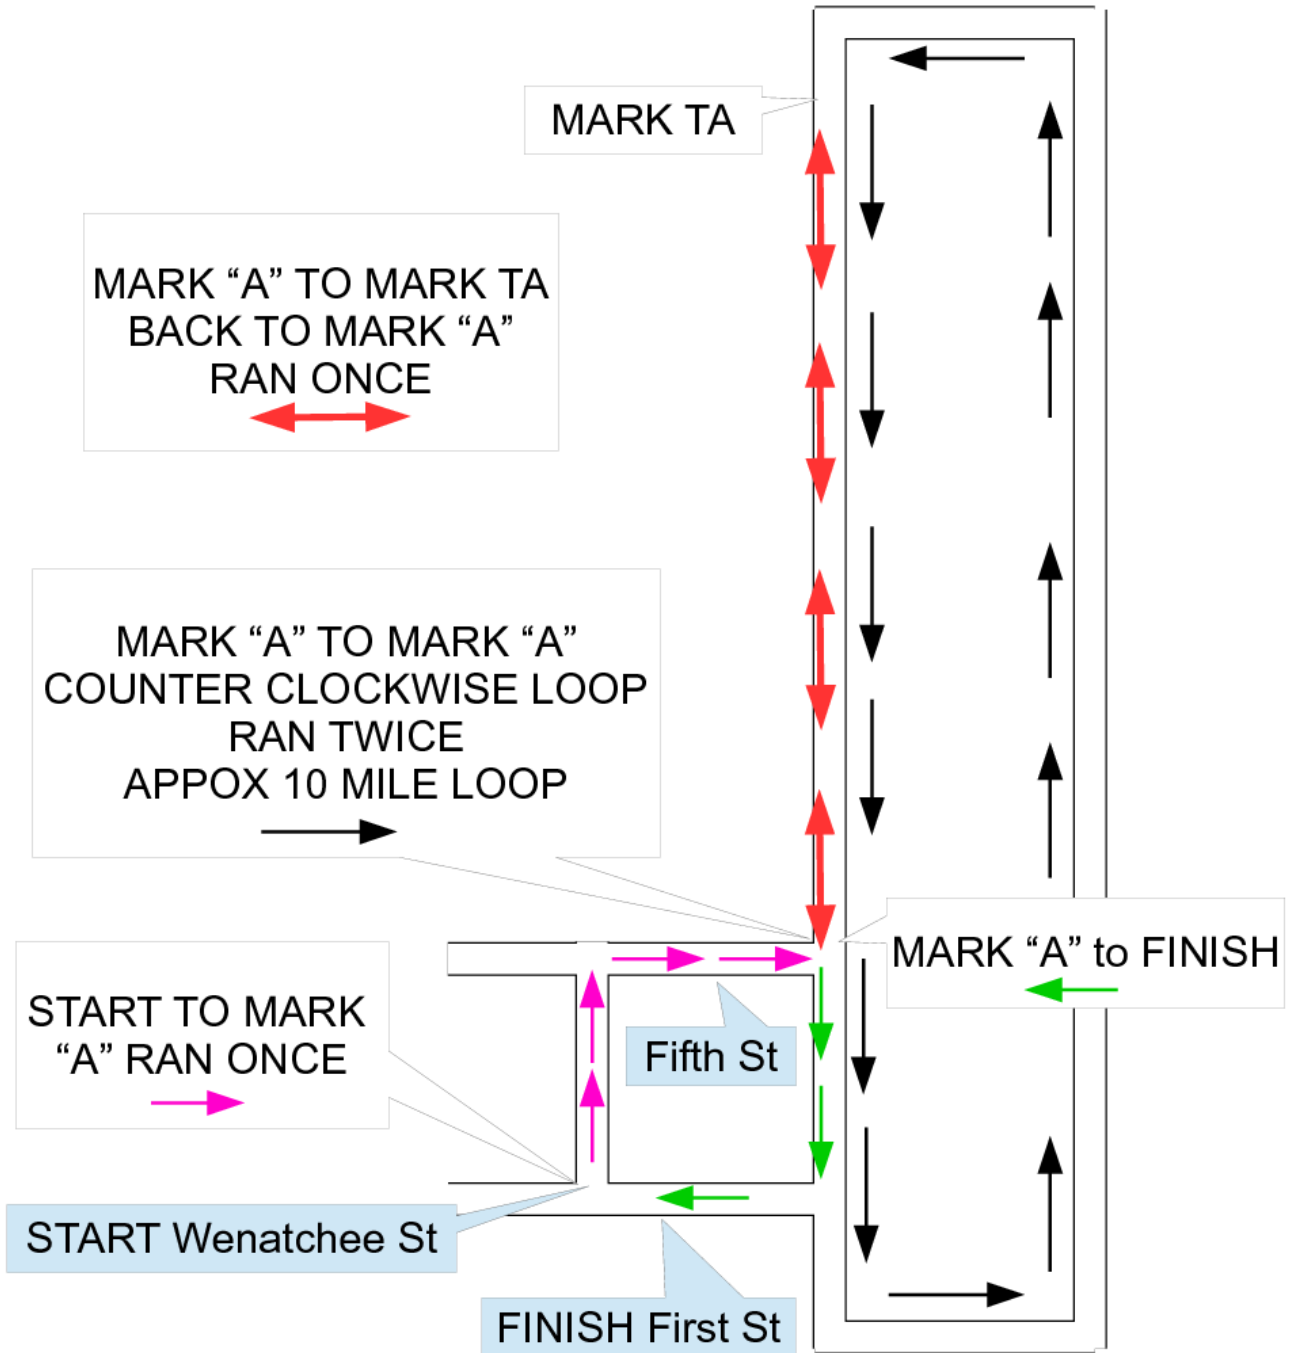 MARK TA
MARK “A” TO MARK TA
BACK TO MARK “A”
RAN ONCE
MARK “A” TO MARK “A”
COUNTER CLOCKWISE LOOP
RAN TWICE
APPOX 10 MILE LOOP
MARK “A” to FINISH
START TO MARK
“A” RAN ONCE
Fifth St
START Wenatchee St
FINISH First St